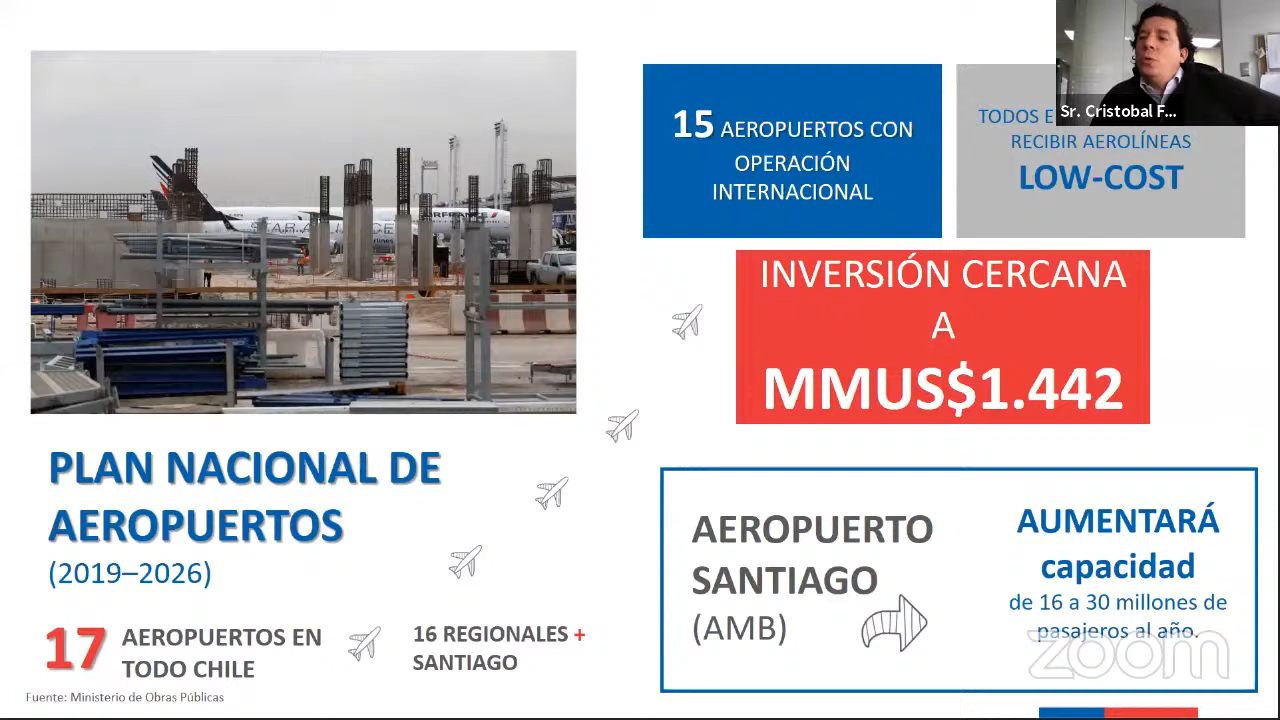 PLAN NACIONAL DE
AEROPUERTOS
(2019–2026)
17 AEROPUERTOS EN
TODO CHILE
16 REGIONALES +
SANTIAGO
Fuente: Ministerio de Obras Públicas
15 AEROPUERTOS CON
OPERACIÓN
INTERNACIONAL
TODOS
RECIBIR AEROLÍNEAS
LOW-COST
Sr. Cristobal F...
INVERSIÓN CERCANA
A
MMUS$1.442
AEROPUERTO
SANTIAGO
(AMB)
AUMENTARÁ
capacidad
de 16 a 30 millones de
pasajeros al año.
zoom
AIRFRANCE